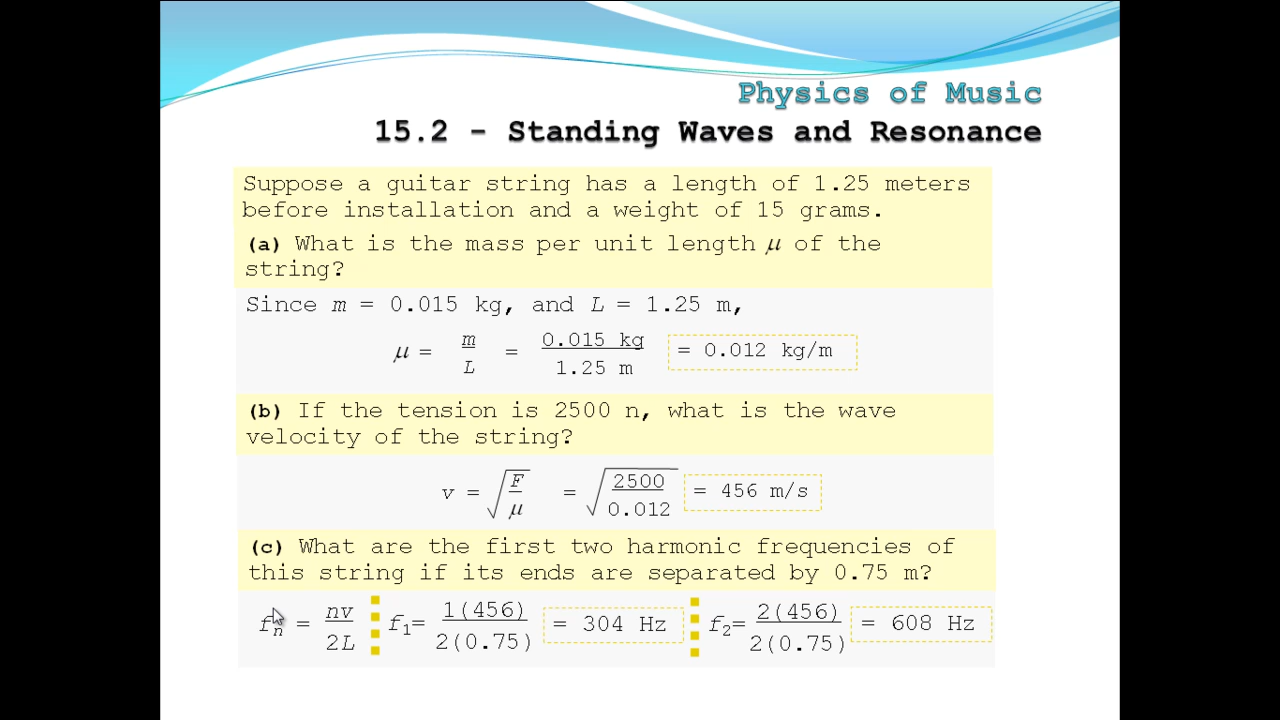 Physics of Music
15.2 – Standing Waves and Resonance
Suppose a guitar string has a length of 1.25 meters
before installation and a weight of 15 grams.
(a) What is the mass per unit length μ of the
string?
Since m = 0.015 kg, and L = 1.25 m,
μ = m/L = 0.015 kg/1.25 m = 0.012 kg/m
(b) If the tension is 2500 n, what is the wave
velocity of the string?
v = √(F/μ) = √(2500/0.012) = 456 m/s
(c) What are the first two harmonic frequencies of
this string if its ends are separated by 0.75 m?
fn = nv/2L f1= 1(456)/2(0.75) = 304 Hz f2= 2(456)/2(0.75) = 608 Hz